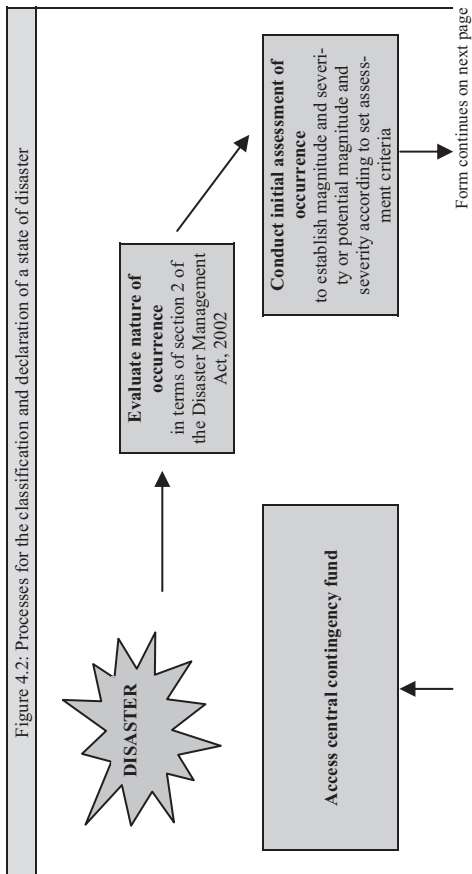 Figure 4.2: Processes for the classification and declaration of a state of disaster
DISASTER
Evaluate nature of
occurrence
in terms of section 2 of
the Disaster Management
Act, 2002
Conduct initial assessment of
occurrence
to establish magnitude and severi-
ty or potential magnitude and
severity according to set assess-
ment criteria
Access central contingency fund
Form continues on next page